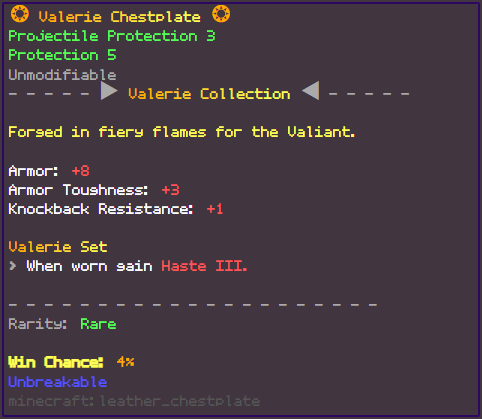 Valerie Chestplate
Projectile Protection 3
Protection 5
Unmodifiable
- - - - - ▶ Valerie Collection ◀ - - - - -
Forged in fiery flames for the Valiant.
Armor: +8
Armor Toughness: +3
Knockback Resistance: +1
Valerie Set
> When worn gain Haste III.
- - - - - - - - - - - - - - - - - - - - - - -
Rarity: Rare
Win Chance: 4%
Unbreakable
minecraft:leather_chestplate